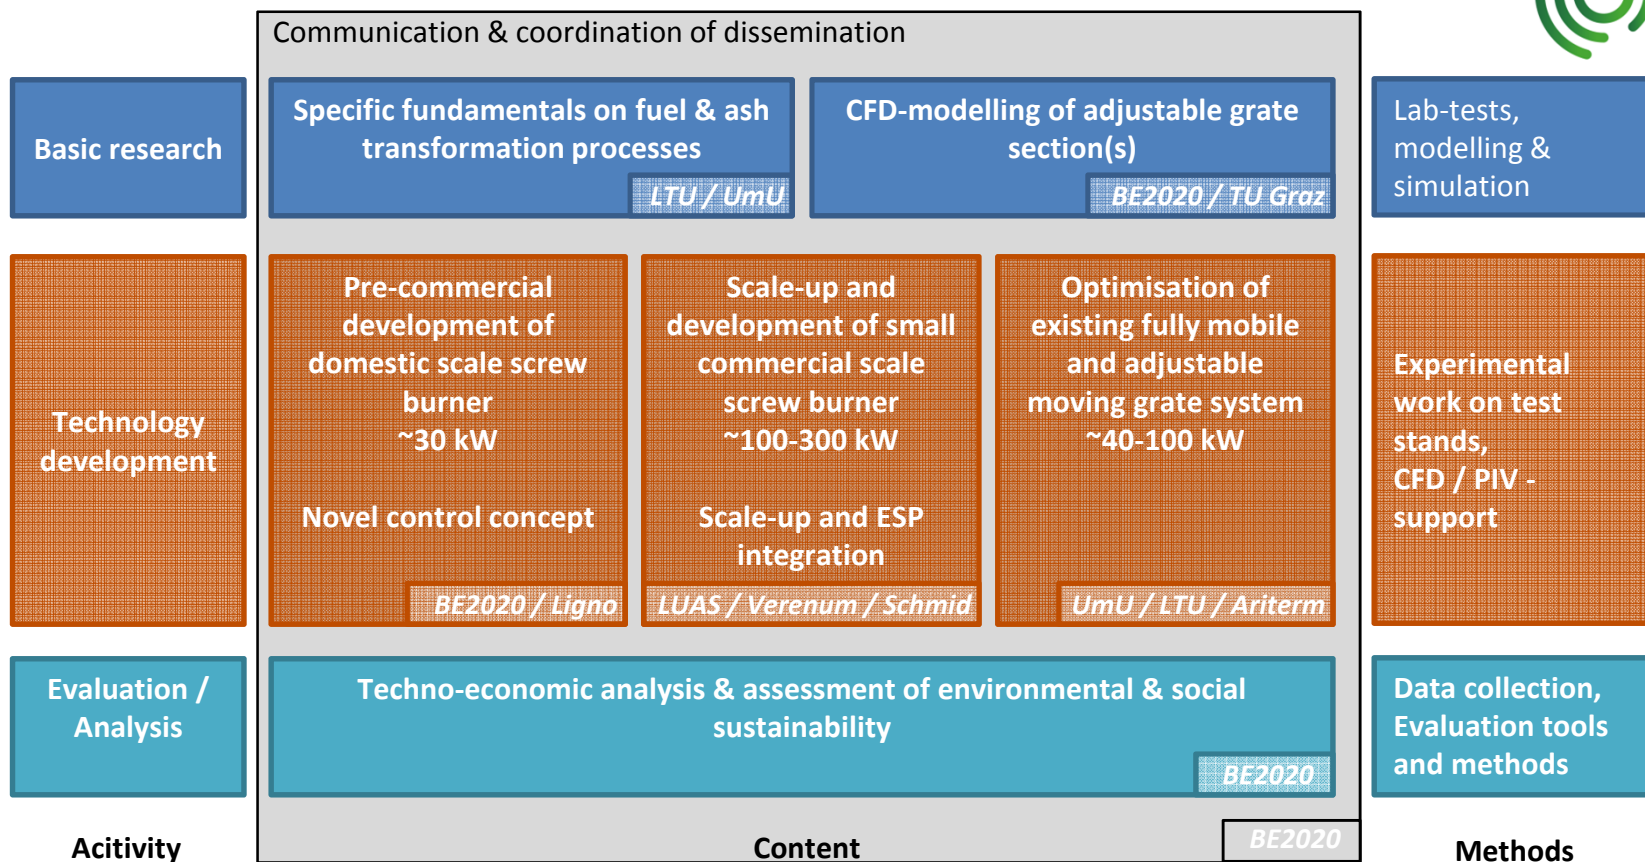 Communication & coordination of dissemination
Basic research
Specific fundamentals on fuel & ash
transformation processes
LTU / UmU
CFD-modelling of adjustable grate
section(s)
BE2020 / TU Graz
Lab-tests,
modelling &
simulation
Technology
development
Pre-commercial
development of
domestic scale screw
burner
~30 kW
Novel control concept
BE2020 / Ligno
Scale-up and
development of small
commercial scale
screw burner
~100-300 kW
Scale-up and ESP
integration
LUAS / Verenum / Schmid
Optimisation of
existing fully mobile
and adjustable
moving grate system
~40-100 kW
UmU / LTU / Ariterm
Experimental
work on test
stands,
CFD / PIV -
support
Evaluation /
Analysis
Techno-economic analysis & assessment of environmental & social
sustainability
BE2020
Data collection,
Evaluation tools
and methods
Acitivity
Content
BE2020
Methods